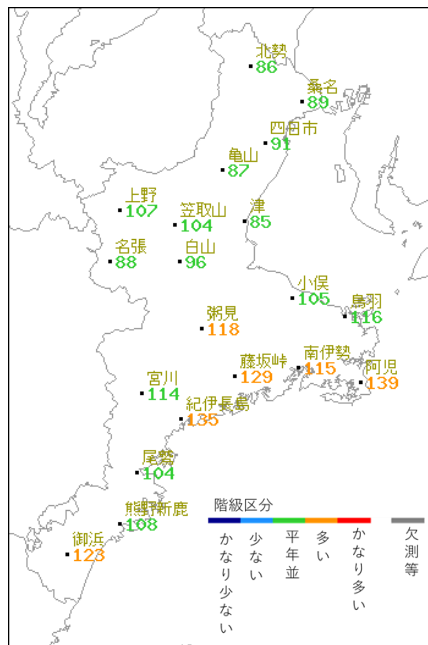 北勢
86
桑名
89
四日市
91
亀山
87
上野
107
笠取山
104
津
85
名張
88
白山
96
小俣
105
鳥羽
116
粥見
118
藤坂峠
129
南伊勢
115
阿児
139
宮川
114
紀伊長島
135
尾鷲
104
熊野新鹿
108
御浜
123
階級区分
かなり少ない
少ない
平年並
多い
かなり多い
欠測等